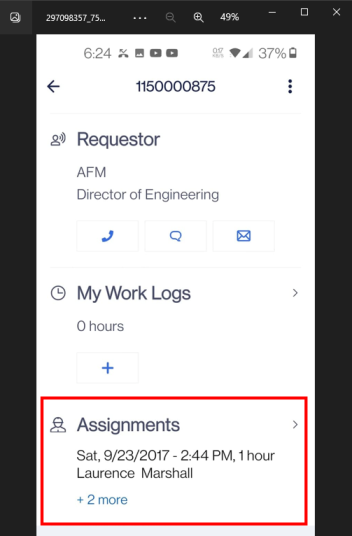 297098357_75...
49%
6:24
37%
1150000875
Requestor
AFM
Director of Engineering
My Work Logs
0 hours
Assignments
Sat, 9/23/2017 - 2:44 PM, 1 hour
Laurence Marshall
+ 2 more